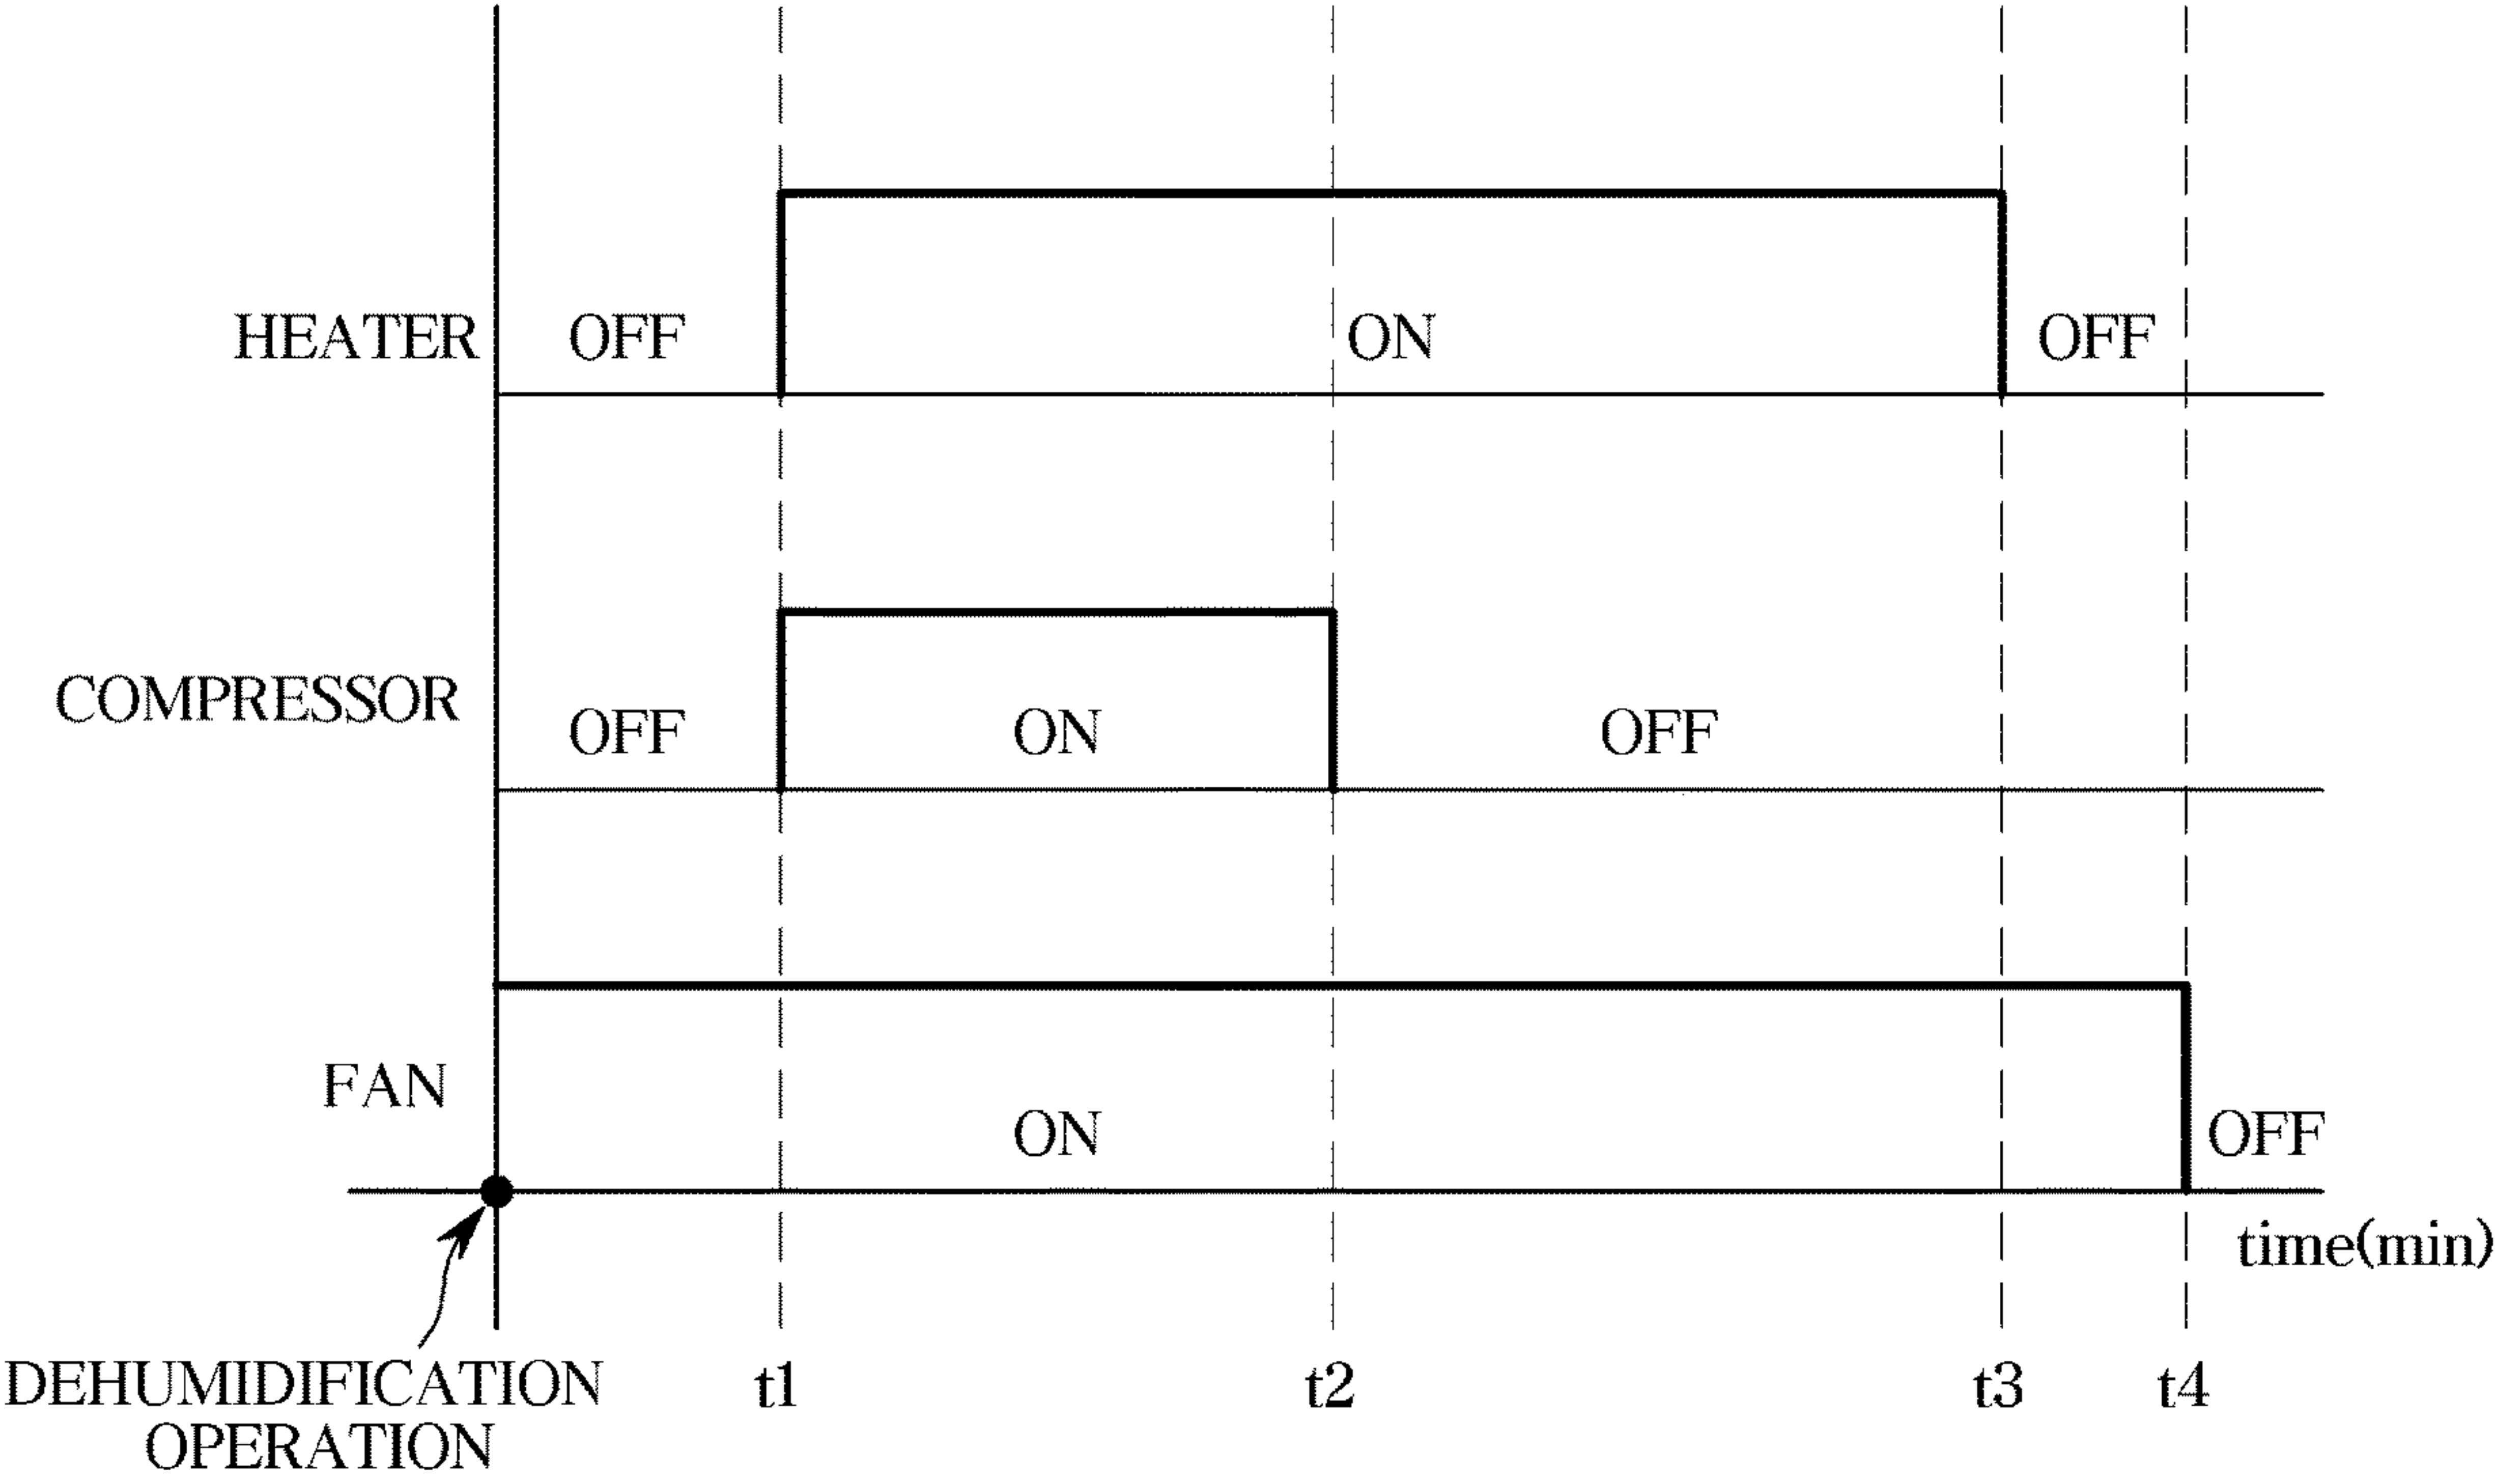 HEATER OFF ON OFF
COMPRESSOR OFF ON OFF
FAN ON OFF
time(min)
DEHUMIDIFICATION
OPERATION
t1 t2 t3 t4